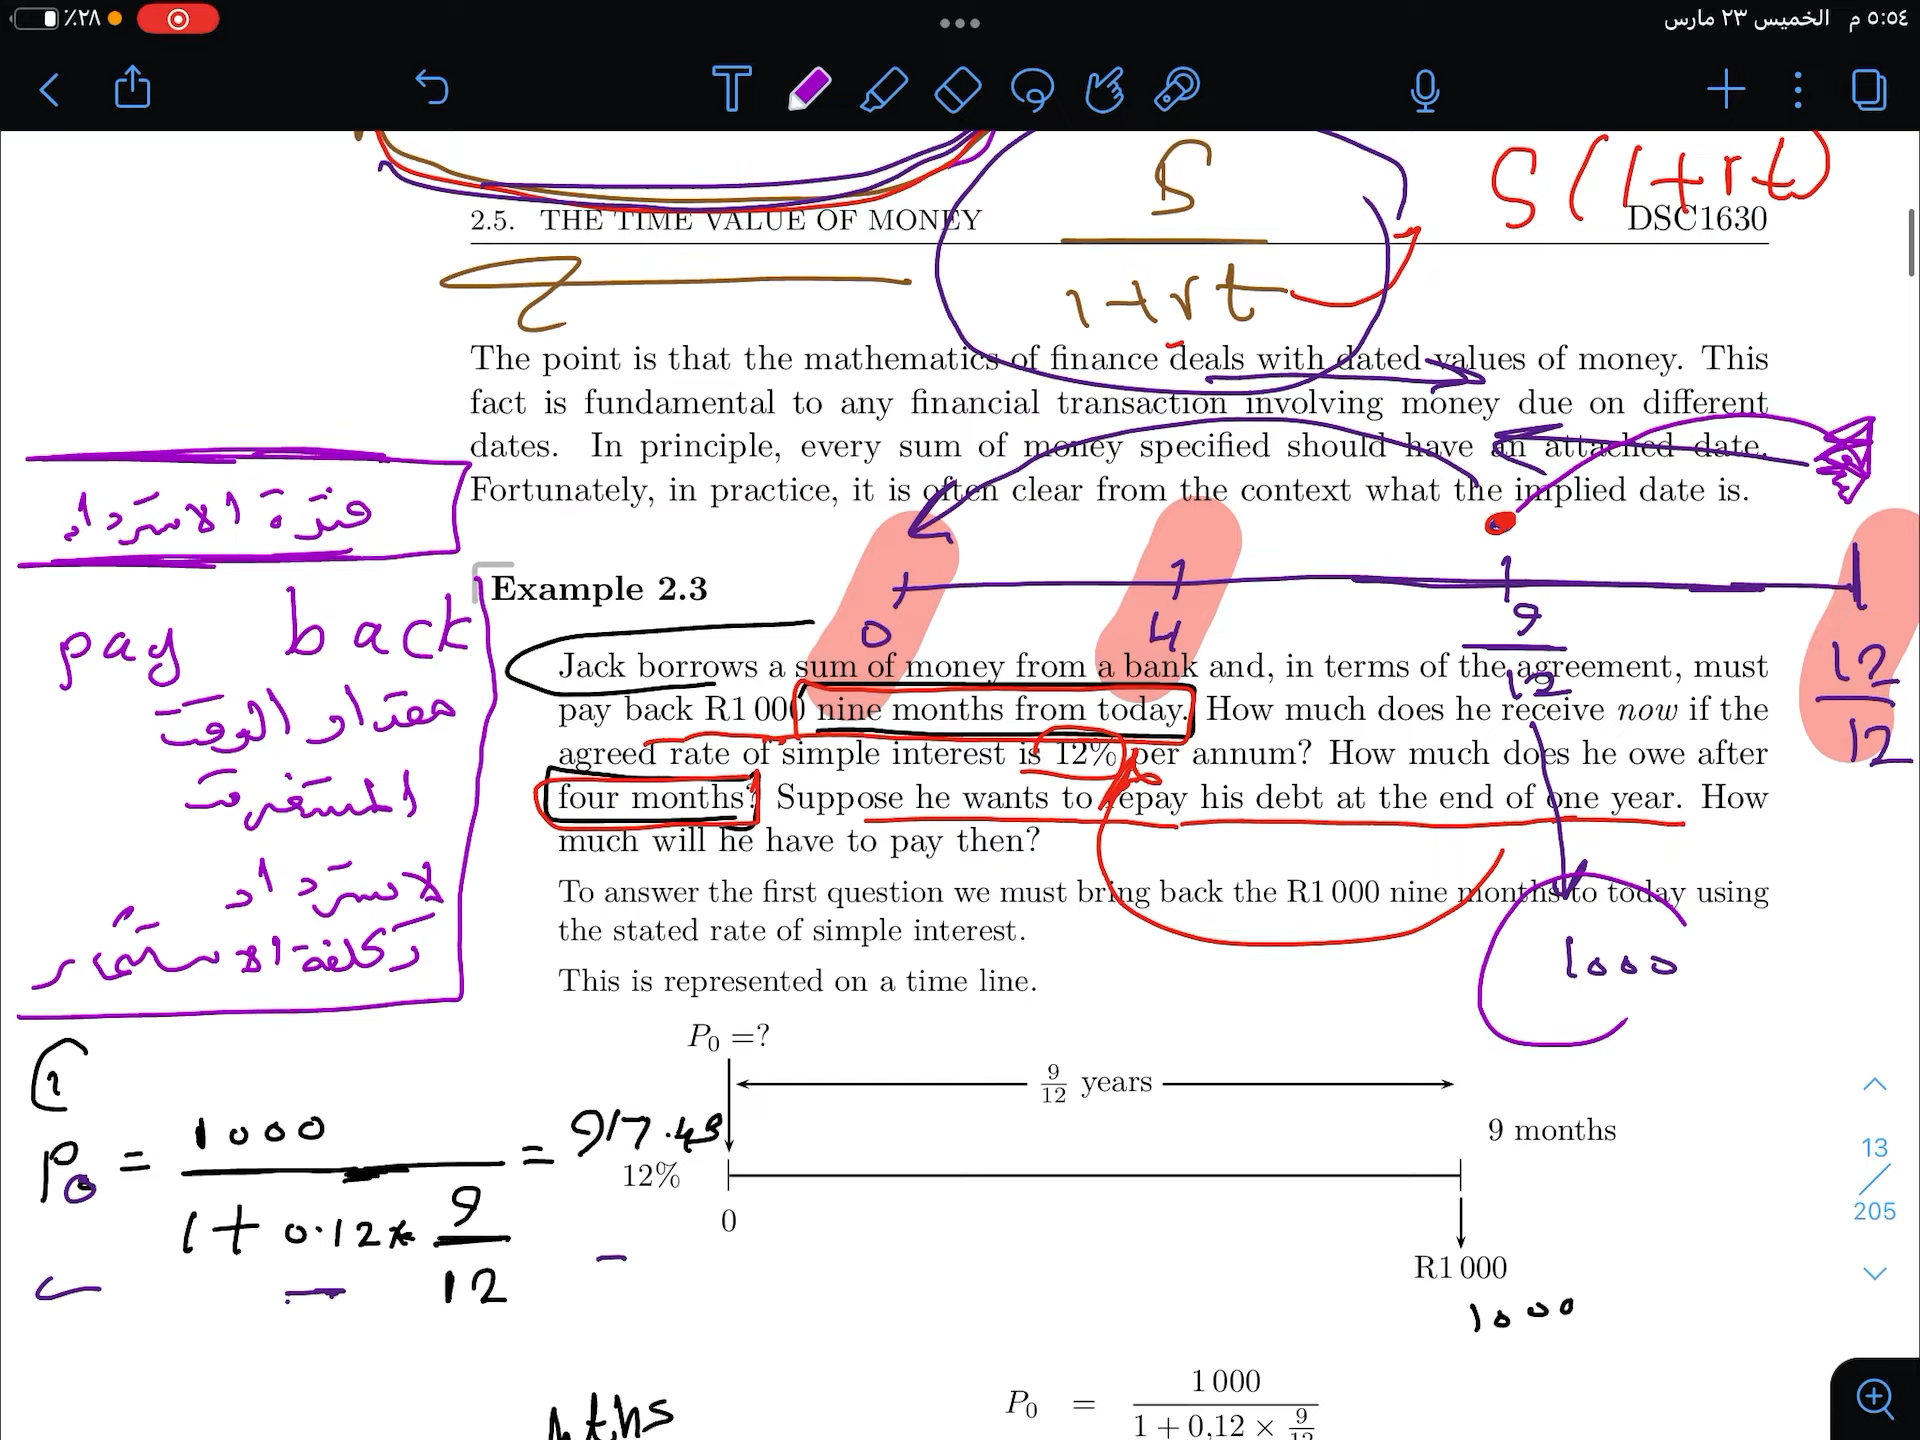 ٪٢٨
٥:٥٤ م الخميس ٢٣ مارس
S
1+rt
S(1+rt)
2.5. THE TIME VALUE OF MONEY DSC1630
The point is that the mathematics of finance deals with dated values of money. This
fact is fundamental to any financial transaction involving money due on different
dates. In principle, every sum of money specified should have an attached date.
Fortunately, in practice, it is often clear from the context what the implied date is.
فترة الاسترداد
pay back
مقدار الوقت
المستغرق
لاسترداد
تكلفة الاستثمار
Example 2.3
0
4
9
12
12
12
Jack borrows a sum of money from a bank and, in terms of the agreement, must
pay back R1 000 nine months from today. How much does he receive now if the
agreed rate of simple interest is 12% per annum? How much does he owe after
four months? Suppose he wants to repay his debt at the end of one year. How
much will he have to pay then?
To answer the first question we must bring back the R1 000 nine months to today using
the stated rate of simple interest.
1000
This is represented on a time line.
P0 =?
9/12 years
9 months
12%
0
R1 000
1000
1
P0 = 1000 / 1+0.12* 9/12 = 917.43
P0 = 1 000 / 1 + 0,12 × 9/12
13
205